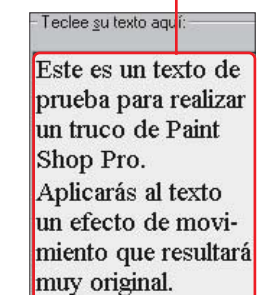 Teclee su texto aquí:
Este es un texto de
prueba para realizar
un truco de Paint
Shop Pro.
Aplicarás al texto
un efecto de movi-
miento que resultará
muy original.